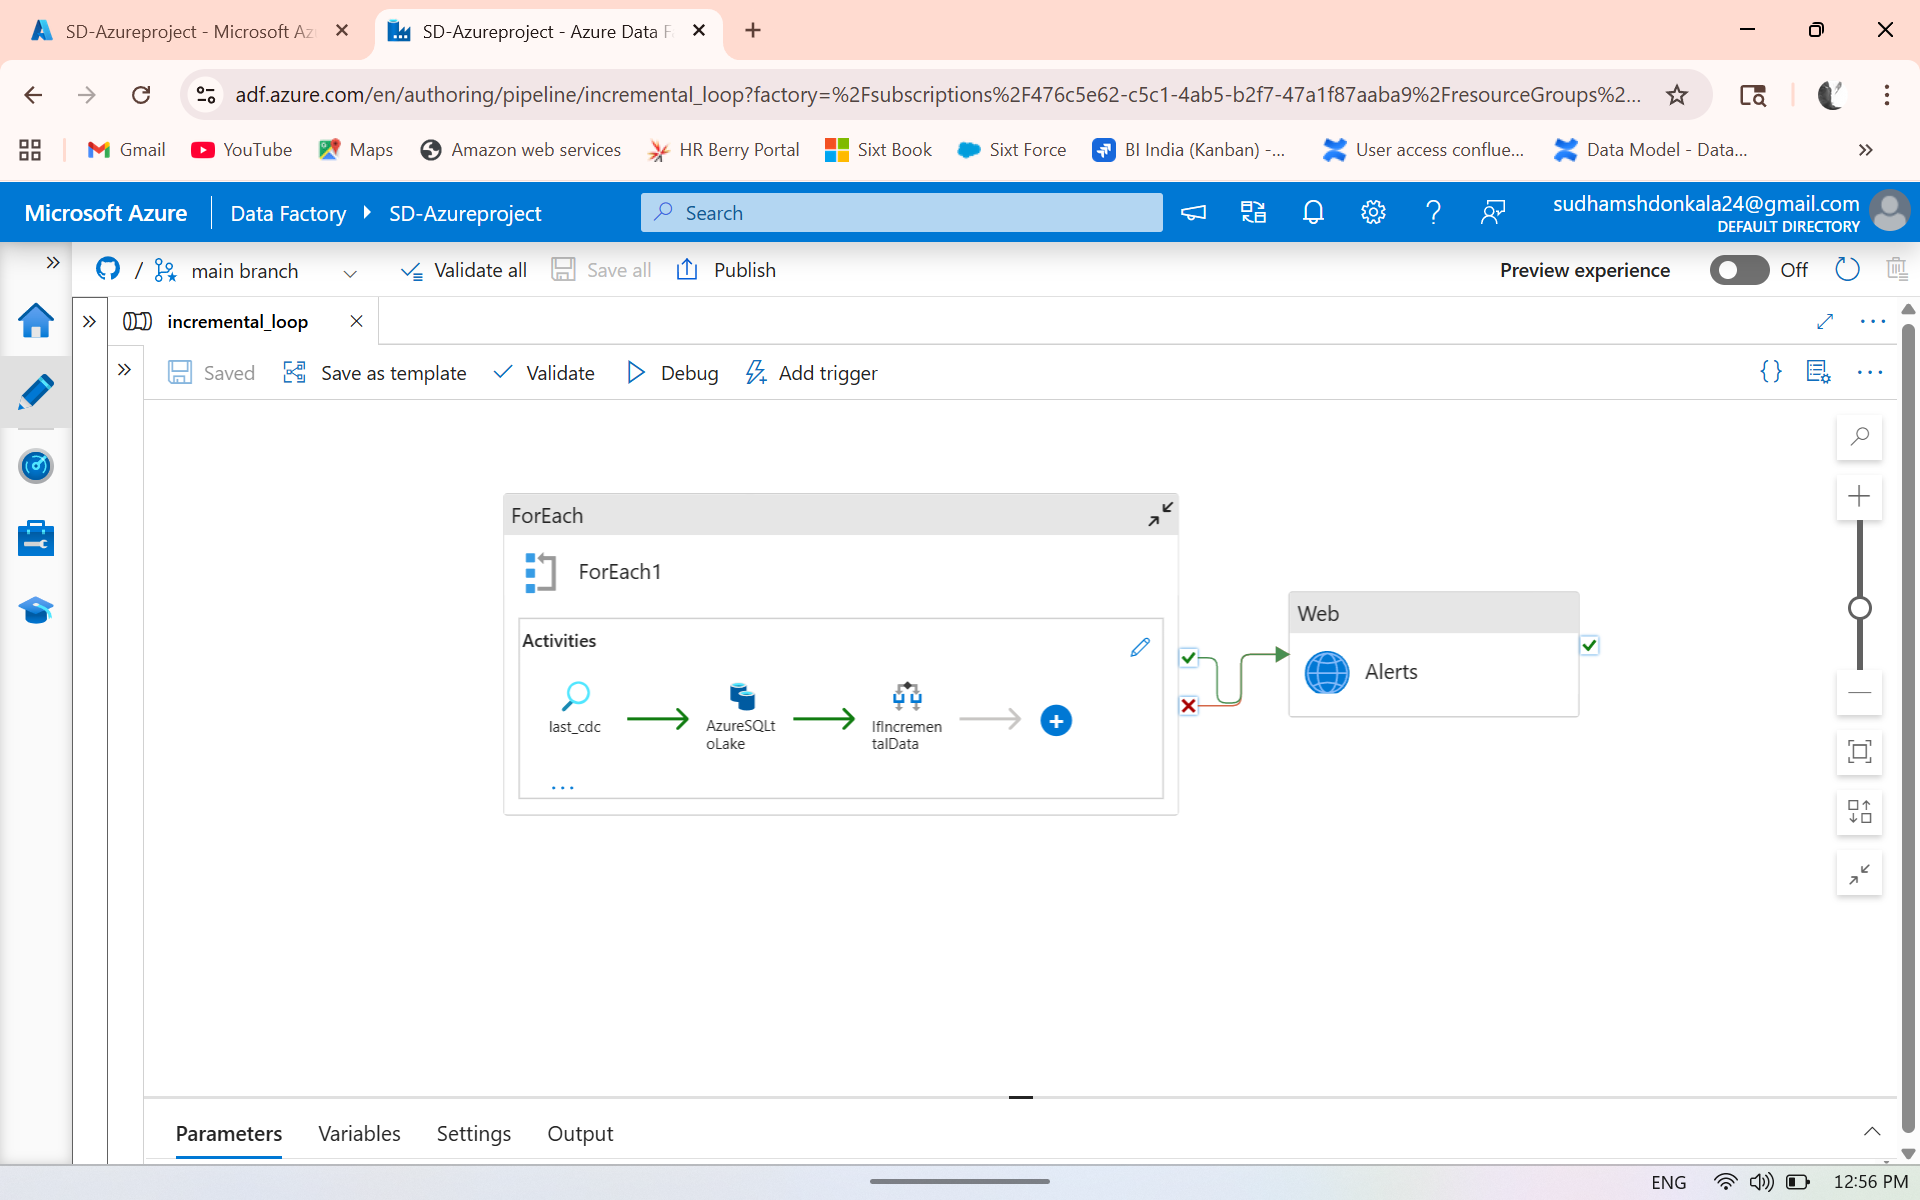 SD-Azureproject - Microsoft Az
SD-Azureproject - Azure Data F
adf.azure.com/en/authoring/pipeline/incremental_loop?factory=%2Fsubscriptions%2F476c5e62-c5c1-4ab5-b2f7-47a1f87aaba9%2FresourceGroups%2...
Gmail
YouTube
Maps
Amazon web services
HR Berry Portal
Sixt Book
Sixt Force
BI India (Kanban) -...
User access conflue...
Data Model - Data...
Microsoft Azure
Data Factory
SD-Azureproject
Search
sudhamshdonkala24@gmail.com
DEFAULT DIRECTORY
/
main branch
Validate all
Save all
Publish
Preview experience
Off
incremental_loop
Saved
Save as template
Validate
Debug
Add trigger
ForEach
ForEach1
Activities
last_cdc
AzureSQLt
oLake
IfIncremen
talData
...
Web
Alerts
Parameters
Variables
Settings
Output
ENG
12:56 PM